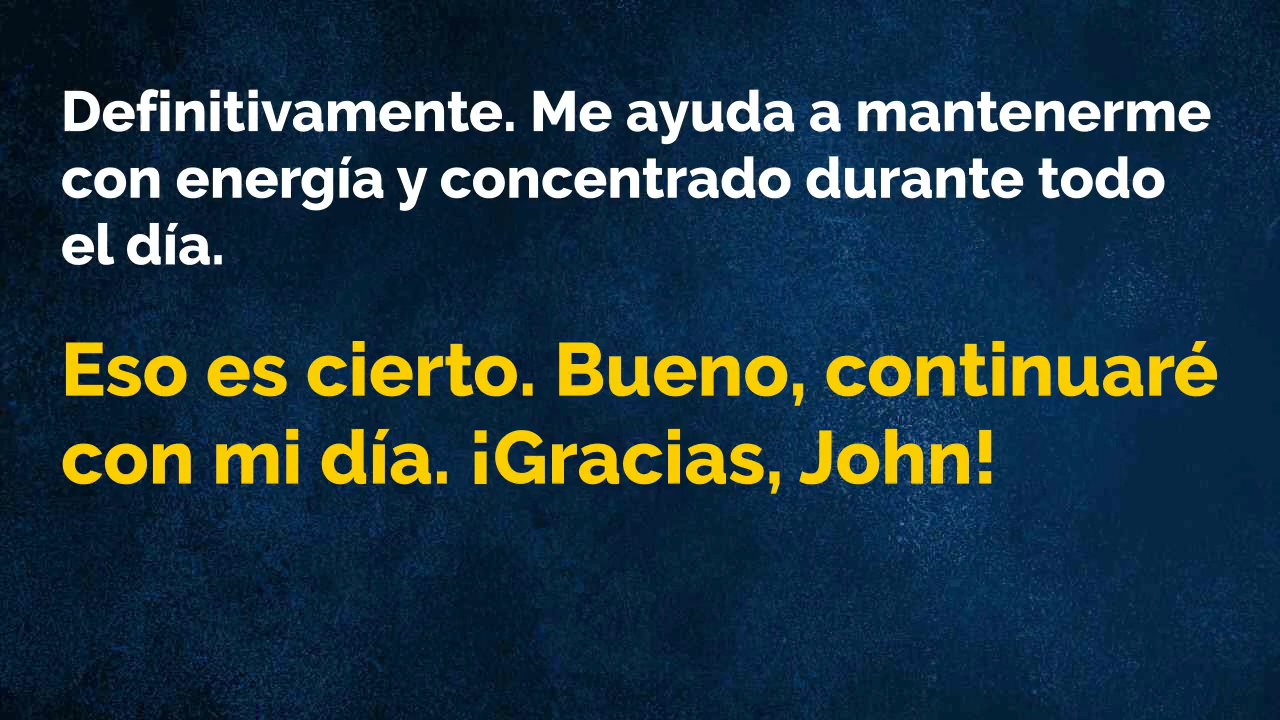 Definitivamente. Me ayuda a mantenerme
con energía y concentrado durante todo
el día.
Eso es cierto. Bueno, continuaré
con mi día. ¡Gracias, John!